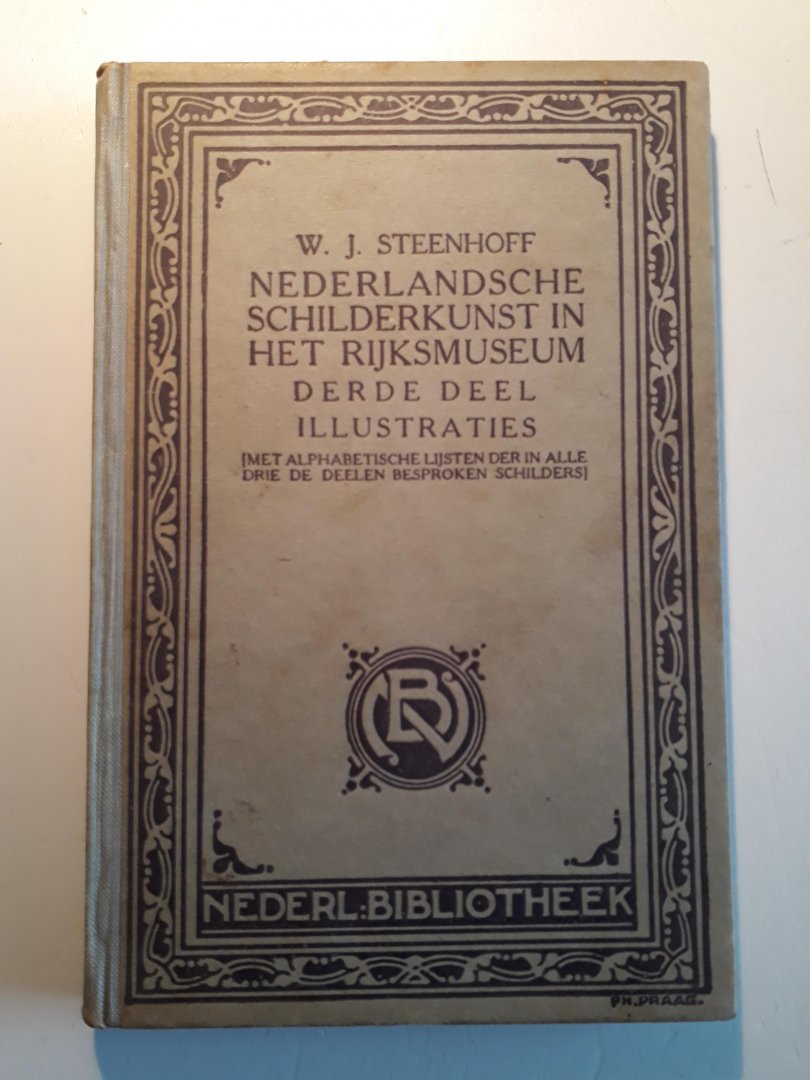 W. J. STEENHOFF
NEDERLANDSCHE
SCHILDERKUNST IN
HET RIJKSMUSEUM
DERDE DEEL
ILLUSTRATIES
[MET ALPHABETISCHE LIJSTEN DER IN ALLE
DRIE DE DEELEN BESPROKEN SCHILDERS]
NB
NEDERL: BIBLIOTHEEK
PH. PRAAG.